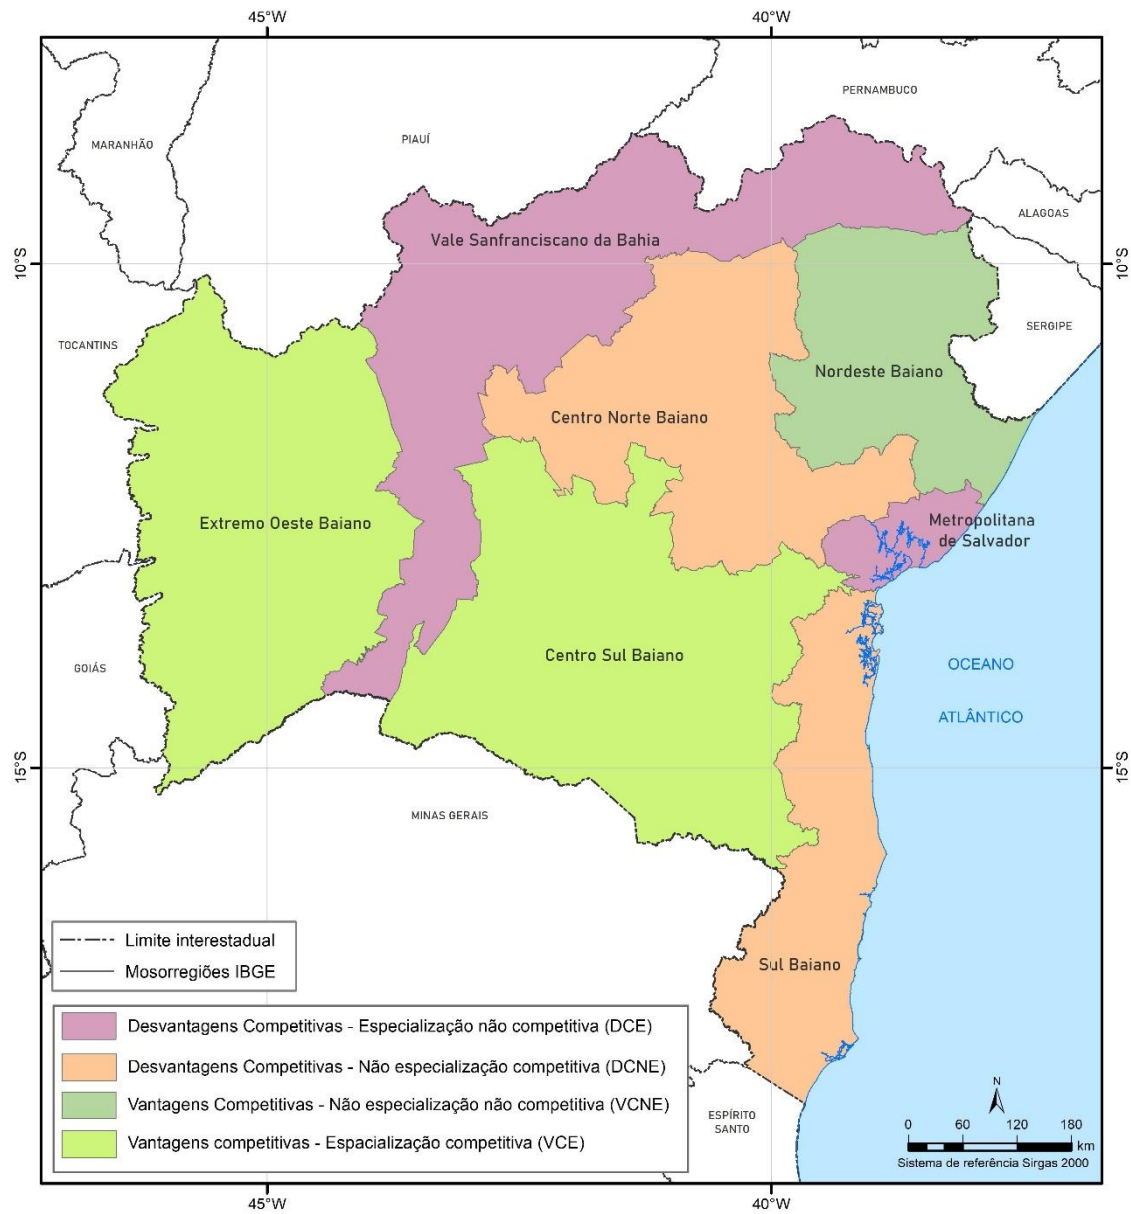 45°W
40°W
PERNAMBUCO
MARANHÃO
PIAUÍ
ALAGOAS
Vale Sanfranciscano da Bahia
10°S
10°S
SERGIPE
TOCANTINS
Nordeste Baiano
Centro Norte Baiano
Extremo Oeste Baiano
Metropolitana
de Salvador
Centro Sul Baiano
GOIÁS
OCEANO
ATLÂNTICO
15°S
15°S
MINAS GERAIS
Sul Baiano
Limite interestadual
Mosorregiões IBGE
Desvantagens Competitivas - Especialização não competitiva (DCE)
Desvantagens Competitivas - Não especialização competitiva (DCNE)
Vantagens Competitivas - Não especialização não competitiva (VCNE)
Vantagens competitivas - Espacialização competitiva (VCE)
ESPÍRITO
SANTO
N
0 60 120 180
km
Sistema de referência Sirgas 2000
45°W
40°W